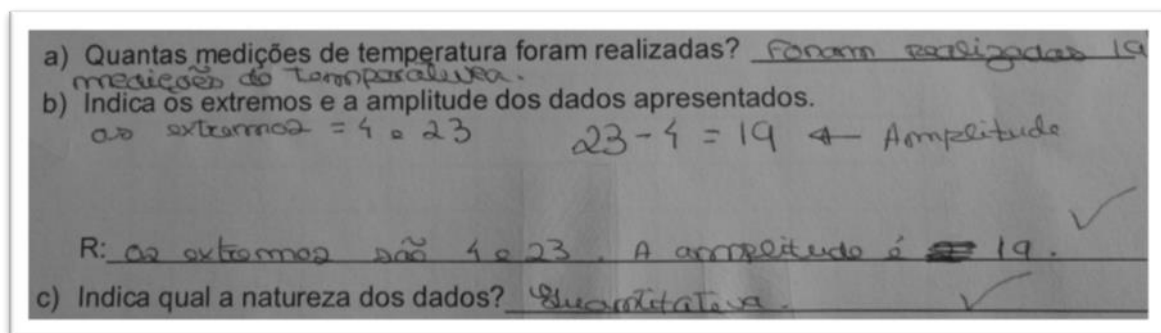 a) Quantas medições de temperatura foram realizadas? Foram realizadas 19
medições de temperatura.
b) Indica os extremos e a amplitude dos dados apresentados.
os extremos = 4 e 23 23 - 4 = 19 ← Amplitude
R: os extremos são 4 e 23. A amplitude é 19.
c) Indica qual a natureza dos dados? Quantitativa.